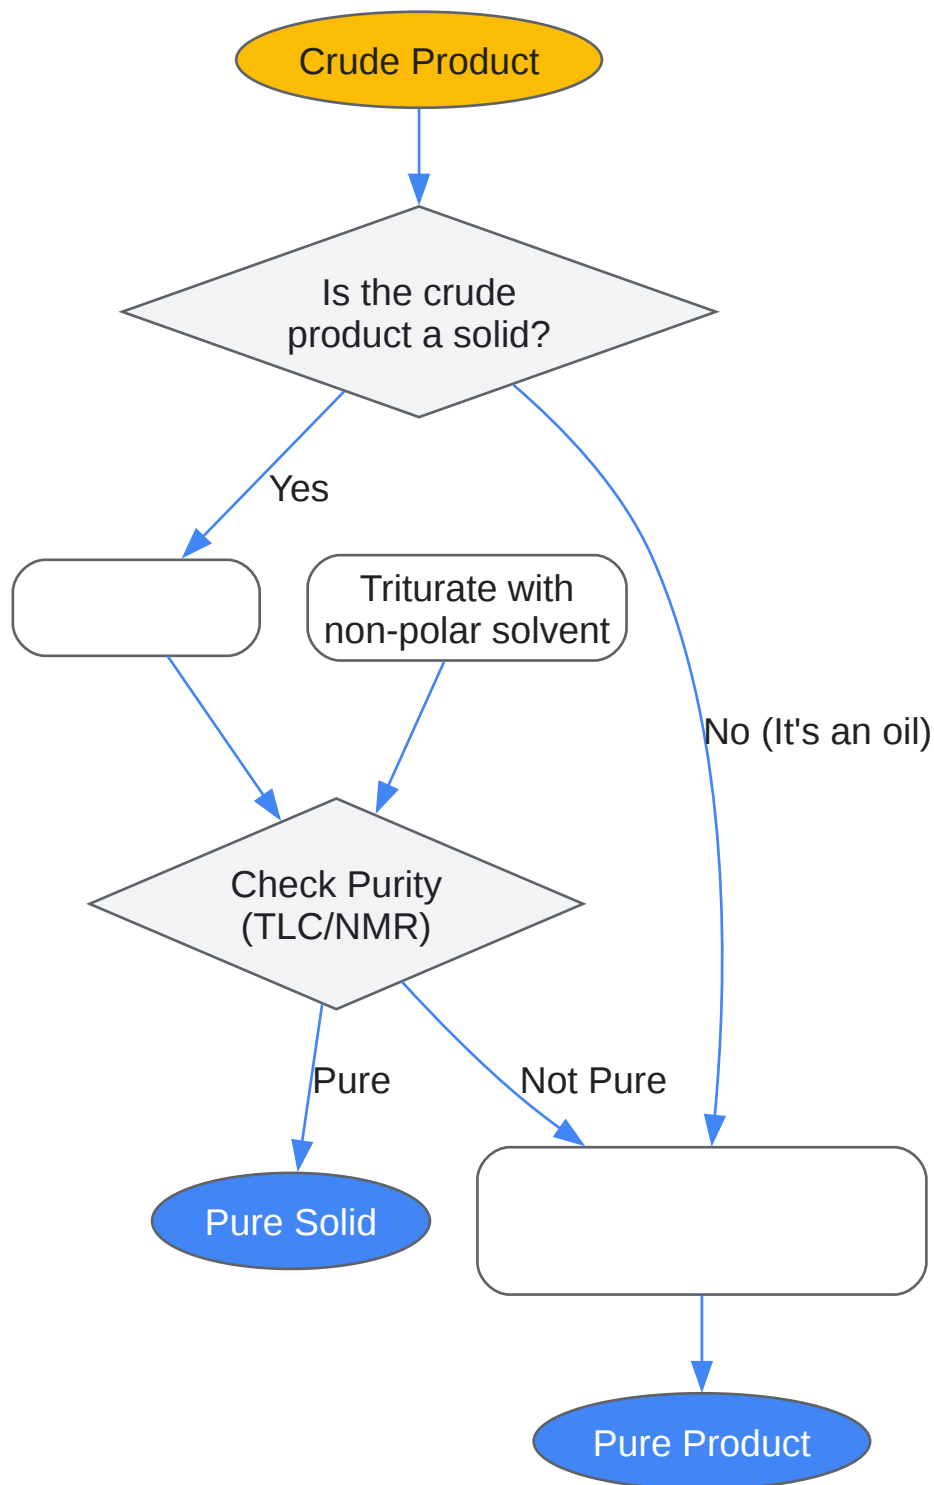 Crude Product
Is the crude
product a solid?
Yes
Triturate with
non-polar solvent
No (It's an oil)
Check Purity
(TLC/NMR)
Pure
Not Pure
Pure Solid
Pure Product